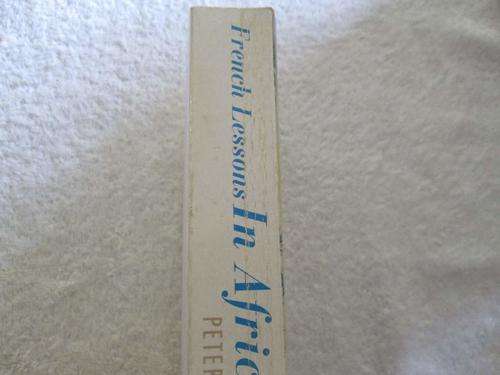 French Lessons In Afric
PETER